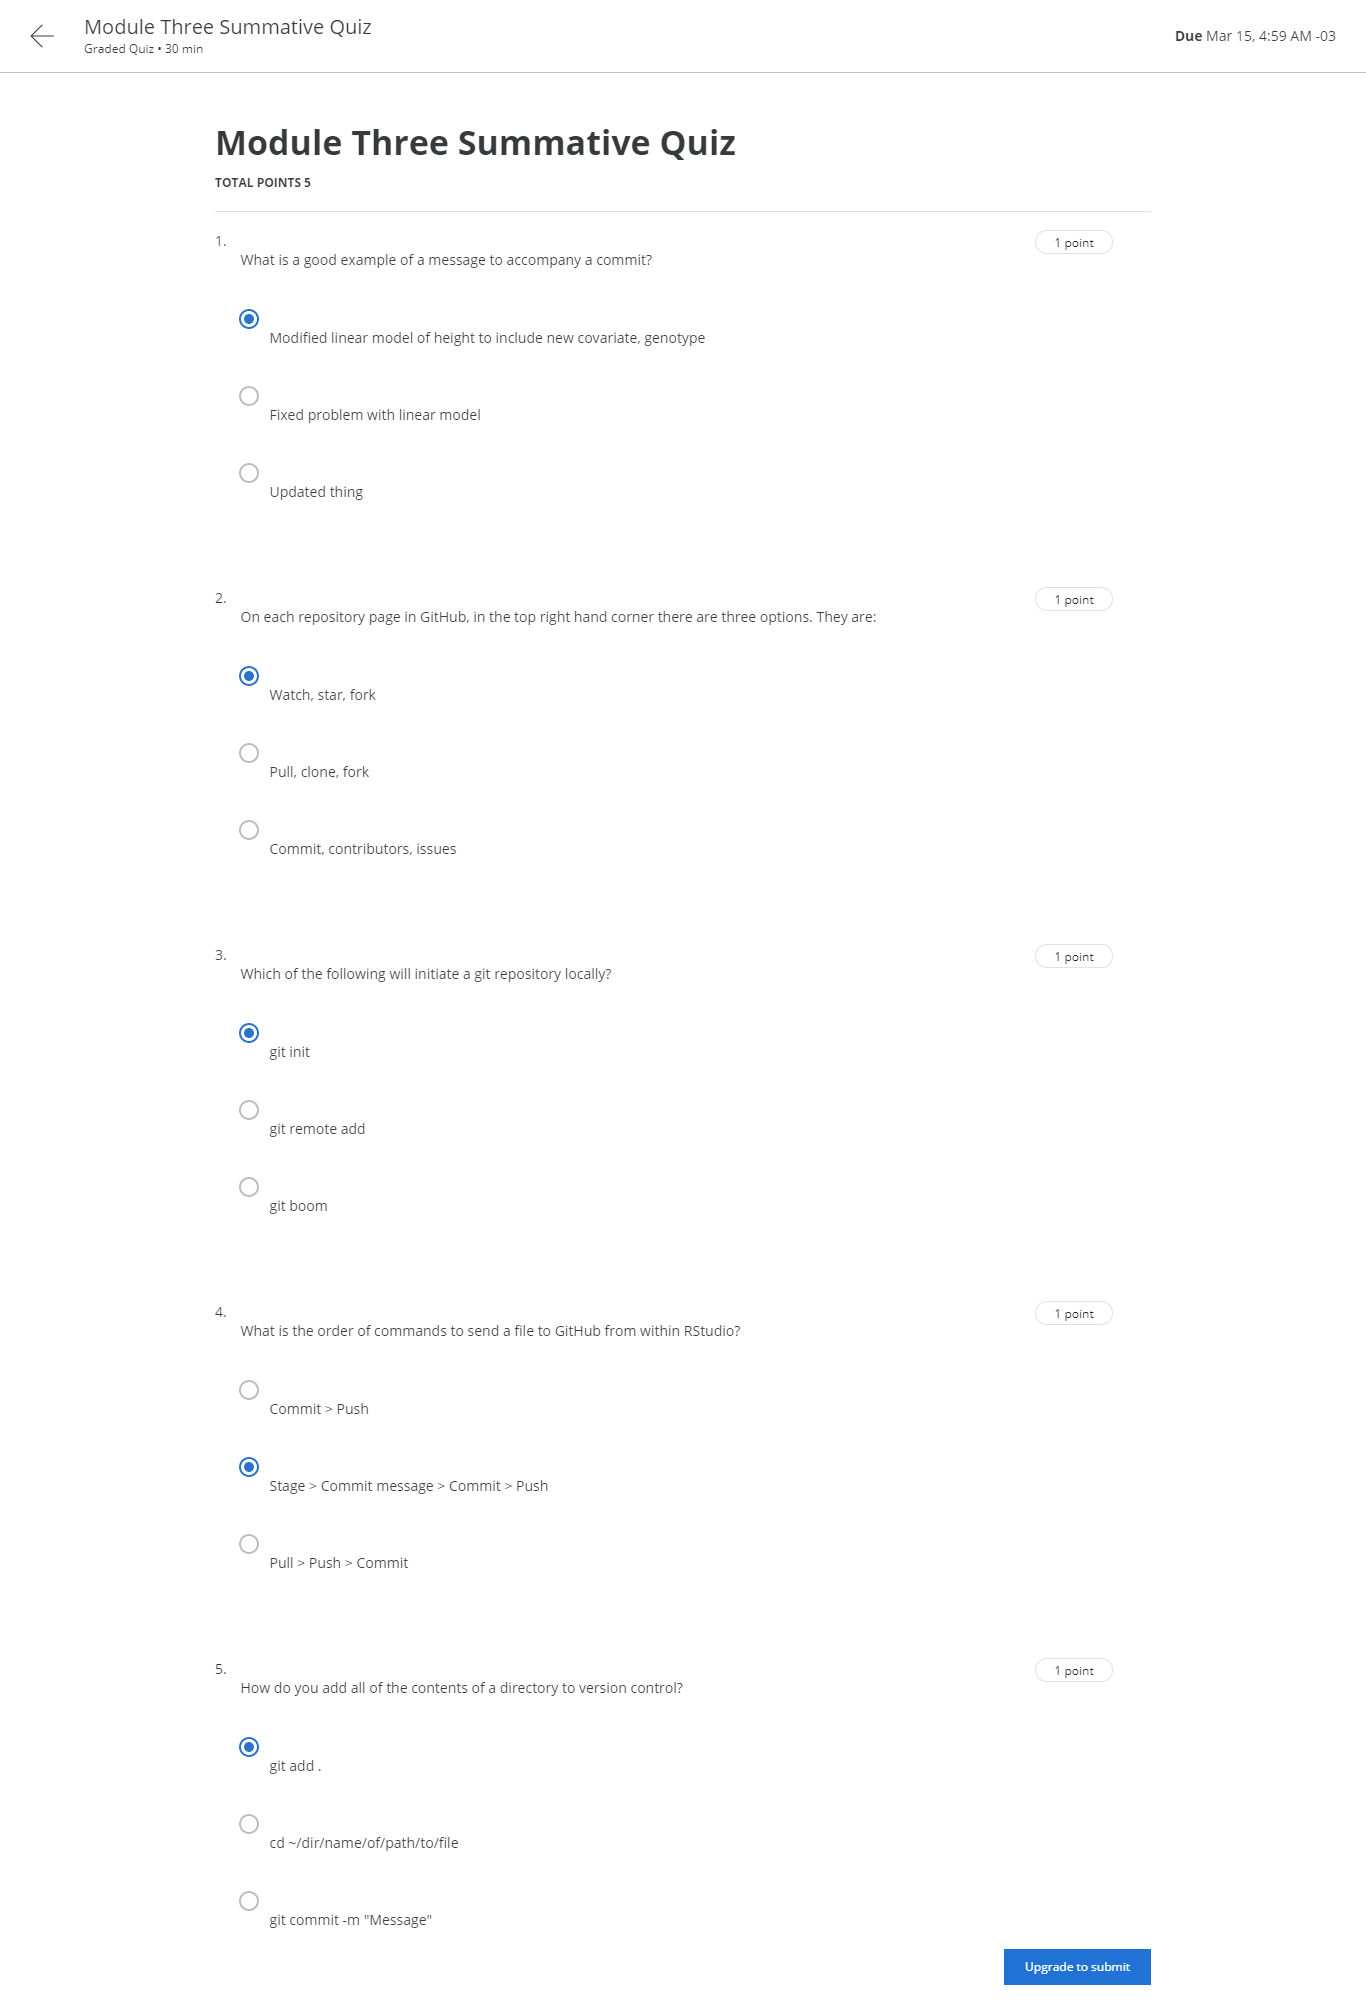 Module Three Summative Quiz
Graded Quiz • 30 min
Due Mar 15, 4:59 AM -03
Module Three Summative Quiz
TOTAL POINTS 5
1.
1 point
What is a good example of a message to accompany a commit?
Modified linear model of height to include new covariate, genotype
Fixed problem with linear model
Updated thing
2.
1 point
On each repository page in GitHub, in the top right hand corner there are three options. They are:
Watch, star, fork
Pull, clone, fork
Commit, contributors, issues
3.
1 point
Which of the following will initiate a git repository locally?
git init
git remote add
git boom
4.
1 point
What is the order of commands to send a file to GitHub from within RStudio?
Commit > Push
Stage > Commit message > Commit > Push
Pull > Push > Commit
5.
1 point
How do you add all of the contents of a directory to version control?
git add .
cd ~/dir/name/of/path/to/file
git commit -m "Message"
Upgrade to submit